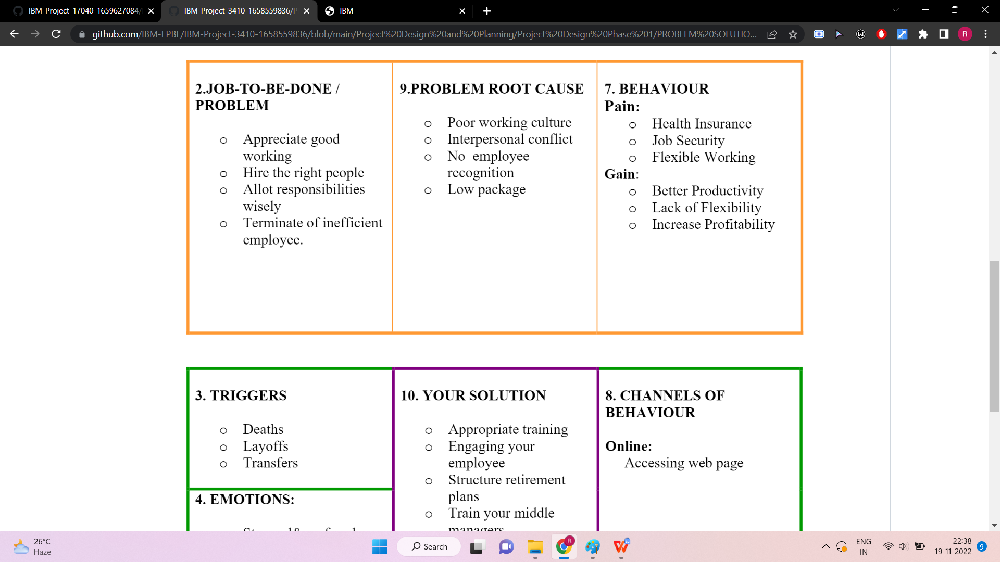 IBM-Project-17040-1659627084/
IBM-Project-3410-1658559836/P
IBM
github.com/IBM-EPBL/IBM-Project-3410-1658559836/blob/main/Project%20Design%20and%20Planning/Project%20Design%20Phase%201/PROBLEM%20SOLUTIO...
R
2.JOB-TO-BE-DONE /
PROBLEM
Appreciate good
working
Hire the right people
Allot responsibilities
wisely
Terminate of inefficient
employee.
9.PROBLEM ROOT CAUSE
Poor working culture
Interpersonal conflict
No employee
recognition
Low package
7. BEHAVIOUR
Pain:
Health Insurance
Job Security
Flexible Working
Gain:
Better Productivity
Lack of Flexibility
Increase Profitability
3. TRIGGERS
Deaths
Layoffs
Transfers
4. EMOTIONS:
10. YOUR SOLUTION
Appropriate training
Engaging your
employee
Structure retirement
plans
Train your middle
managers
8. CHANNELS OF
BEHAVIOUR
Online:
Accessing web page
26°C
Haze
Search
R
ENG
IN
22:38
19-11-2022
9